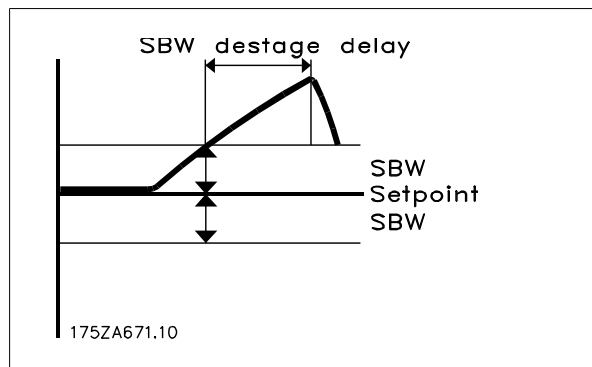 SBW destage delay
SBW
Setpoint
SBW
175ZA671.10